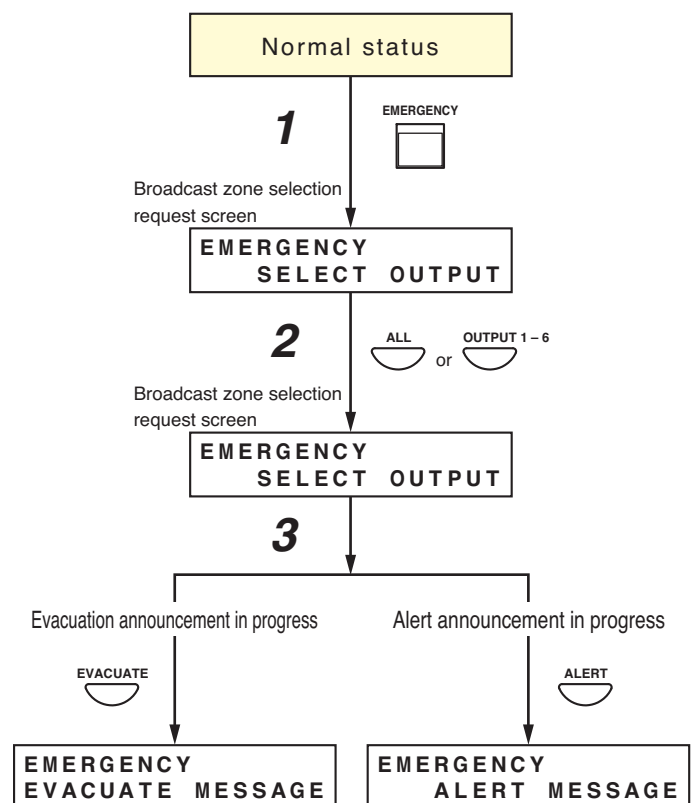 Normal status
1
EMERGENCY
Broadcast zone selection
request screen
EMERGENCY
SELECT OUTPUT
2
ALL or OUTPUT 1 – 6
Broadcast zone selection
request screen
EMERGENCY
SELECT OUTPUT
3
Evacuation announcement in progress
EVACUATE
EMERGENCY
EVACUATE MESSAGE
Alert announcement in progress
ALERT
EMERGENCY
ALERT MESSAGE